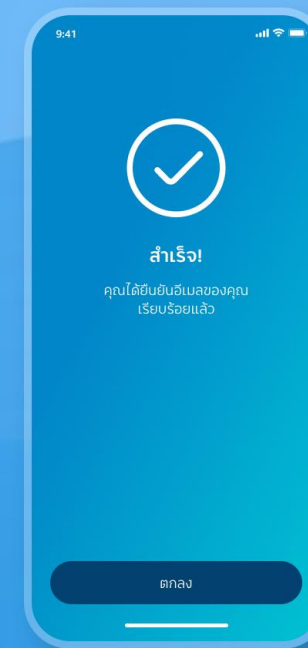 9:41
สำเร็จ!
คุณได้ยืนยันอีเมลของคุณ
เรียบร้อยแล้ว
ตกลง